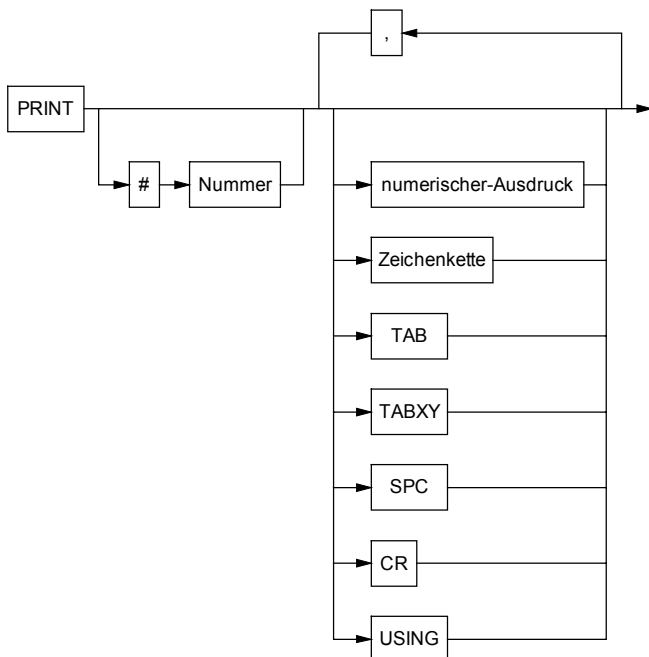 ,
PRINT
# Nummer
numerischer-Ausdruck
Zeichenkette
TAB
TABXY
SPC
CR
USING